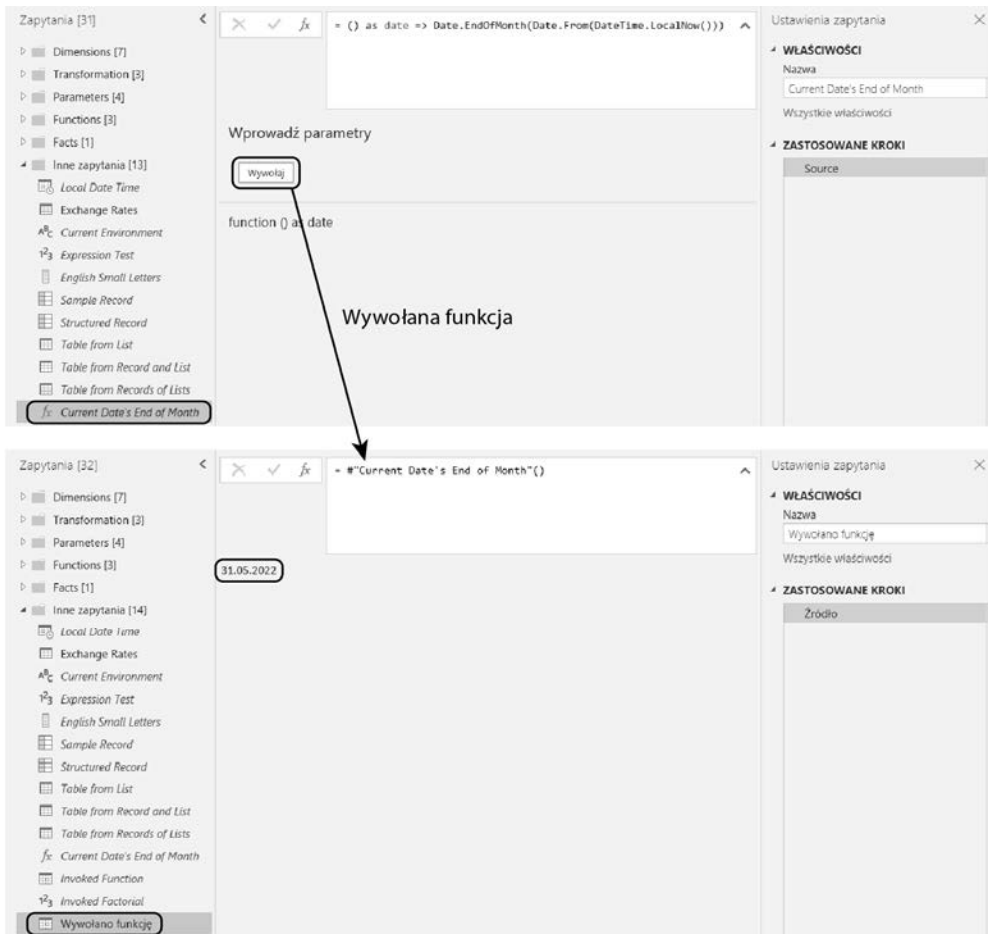 Zapytania [31]
Dimensions [7]
Transformation [3]
Parameters [4]
Functions [3]
Facts [1]
Inne zapytania [13]
Local Date Time
Exchange Rates
Current Environment
Expression Test
English Small Letters
Sample Record
Structured Record
Table from List
Table from Record and List
Table from Records of Lists
Current Date's End of Month
= () as date => Date.EndOfMonth(Date.From(DateTime.LocalNow()))
Wprowadź parametry
Wywołaj
function () as date
Wywołana funkcja
Ustawienia zapytania
WŁAŚCIWOŚCI
Nazwa
Current Date's End of Month
Wszystkie właściwości
ZASTOSOWANE KROKI
Source
Zapytania [32]
Dimensions [7]
Transformation [3]
Parameters [4]
Functions [3]
Facts [1]
Inne zapytania [14]
Local Date Time
Exchange Rates
Current Environment
Expression Test
English Small Letters
Sample Record
Structured Record
Table from List
Table from Record and List
Table from Records of Lists
Current Date's End of Month
Invoked Function
Invoked Factorial
Wywołano funkcję
= #"Current Date's End of Month"()
31.05.2022
Ustawienia zapytania
WŁAŚCIWOŚCI
Nazwa
Wywołano funkcję
Wszystkie właściwości
ZASTOSOWANE KROKI
Źródło